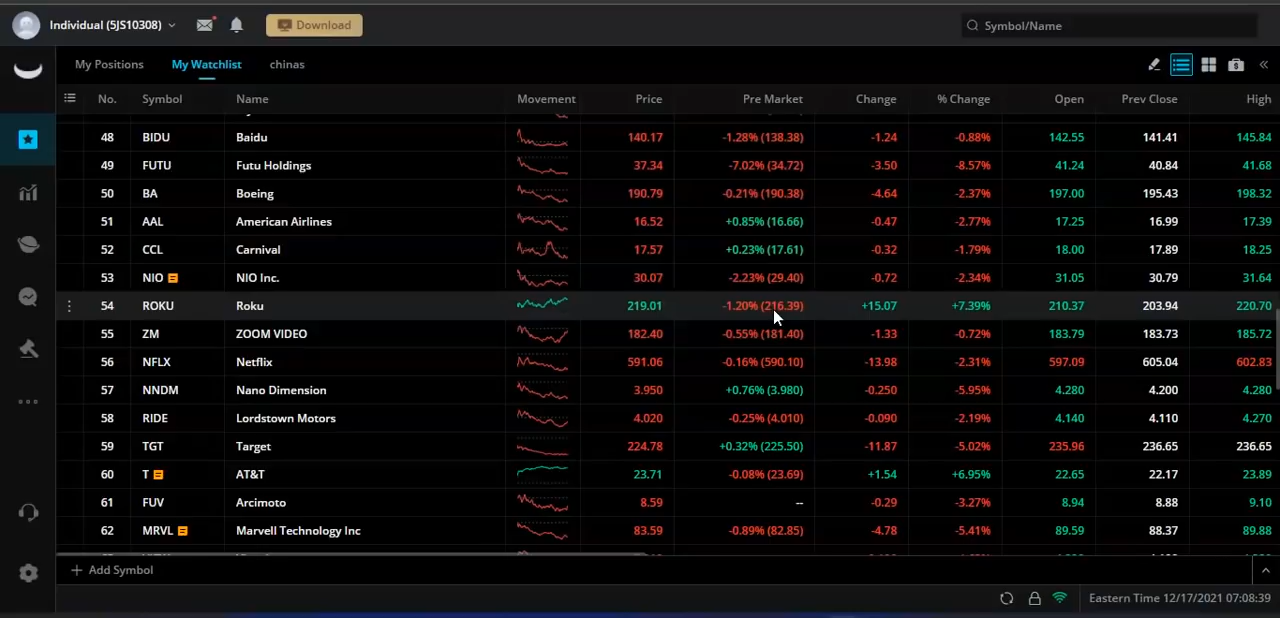 Individual (5JS10308) Download Symbol/Name
My Positions My Watchlist chinas
No. Symbol Name Movement Price Pre Market Change % Change Open Prev Close High
48 BIDU Baidu 140.17 -1.28% (138.38) -1.24 -0.88% 142.55 141.41 145.84
49 FUTU Futu Holdings 37.34 -7.02% (34.72) -3.50 -8.57% 41.24 40.84 41.68
50 BA Boeing 190.79 -0.21% (190.38) -4.64 -2.37% 197.00 195.43 198.32
51 AAL American Airlines 16.52 +0.85% (16.66) -0.47 -2.77% 17.25 16.99 17.39
52 CCL Carnival 17.57 +0.23% (17.61) -0.32 -1.79% 18.00 17.89 18.25
53 NIO NIO Inc. 30.07 -2.23% (29.40) -0.72 -2.34% 31.05 30.79 31.64
54 ROKU Roku 219.01 -1.20% (216.39) +15.07 +7.39% 210.37 203.94 220.70
55 ZM ZOOM VIDEO 182.40 -0.55% (181.40) -1.33 -0.72% 183.79 183.73 185.72
56 NFLX Netflix 591.06 -0.16% (590.10) -13.98 -2.31% 597.09 605.04 602.83
57 NNDM Nano Dimension 3.950 +0.76% (3.980) -0.250 -5.95% 4.280 4.200 4.280
58 RIDE Lordstown Motors 4.020 -0.25% (4.010) -0.090 -2.19% 4.140 4.110 4.270
59 TGT Target 224.78 +0.32% (225.50) -11.87 -5.02% 235.96 236.65 236.65
60 T AT&T 23.71 -0.08% (23.69) +1.54 +6.95% 22.65 22.17 23.89
61 FUV Arcimoto 8.59 -- -0.29 -3.27% 8.94 8.88 9.10
62 MRVL Marvell Technology Inc 83.59 -0.89% (82.85) -4.78 -5.41% 89.59 88.37 89.88
+ Add Symbol
Eastern Time 12/17/2021 07:08:39